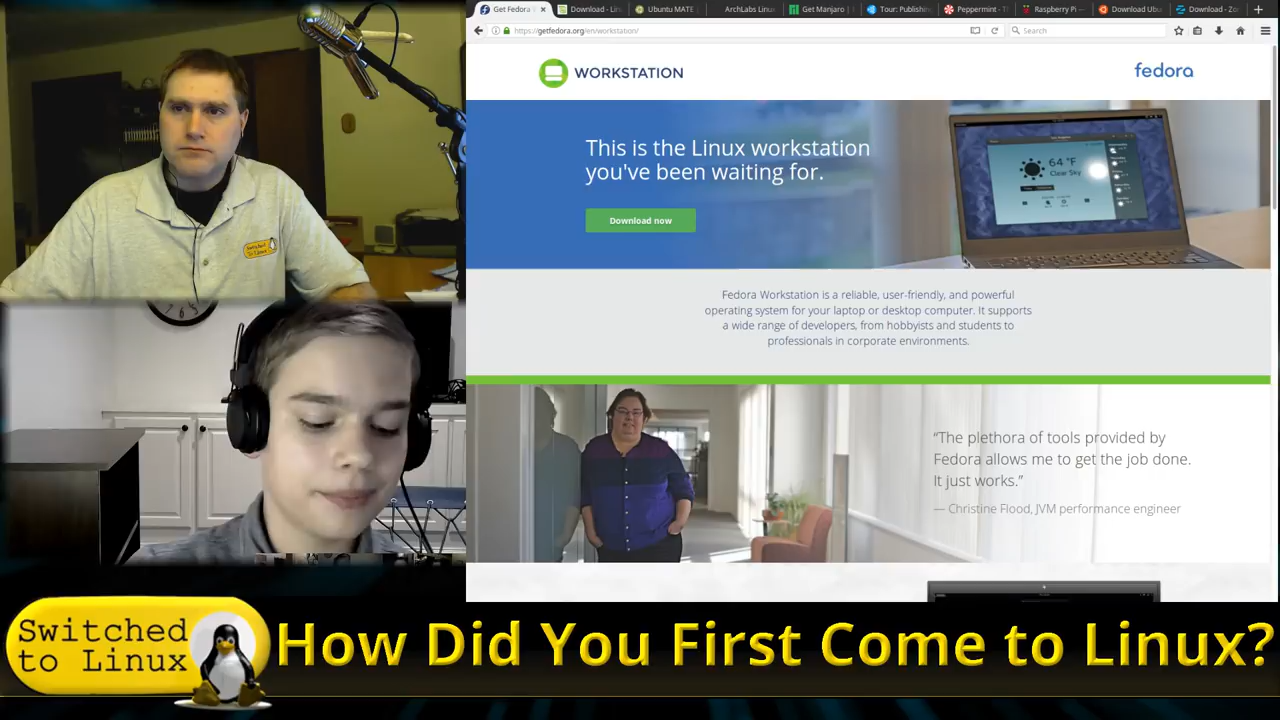 Get Fedora
Download - Lin
Ubuntu MATE
ArchLabs Linu
Get Manjaro |
Tour: Publishin
Peppermint - T
Raspberry Pi —
Download Ubu
Download - Zo
https://getfedora.org/en/workstation/
Search
WORKSTATION
fedora
This is the Linux workstation
you've been waiting for.
Download now
64 °F
Clear Sky
Fedora Workstation is a reliable, user-friendly, and powerful
operating system for your laptop or desktop computer. It supports
a wide range of developers, from hobbyists and students to
professionals in corporate environments.
“The plethora of tools provided by
Fedora allows me to get the job done.
It just works.”
— Christine Flood, JVM performance engineer
Switched
To Linux
Switched
to Linux
How Did You First Come to Linux?